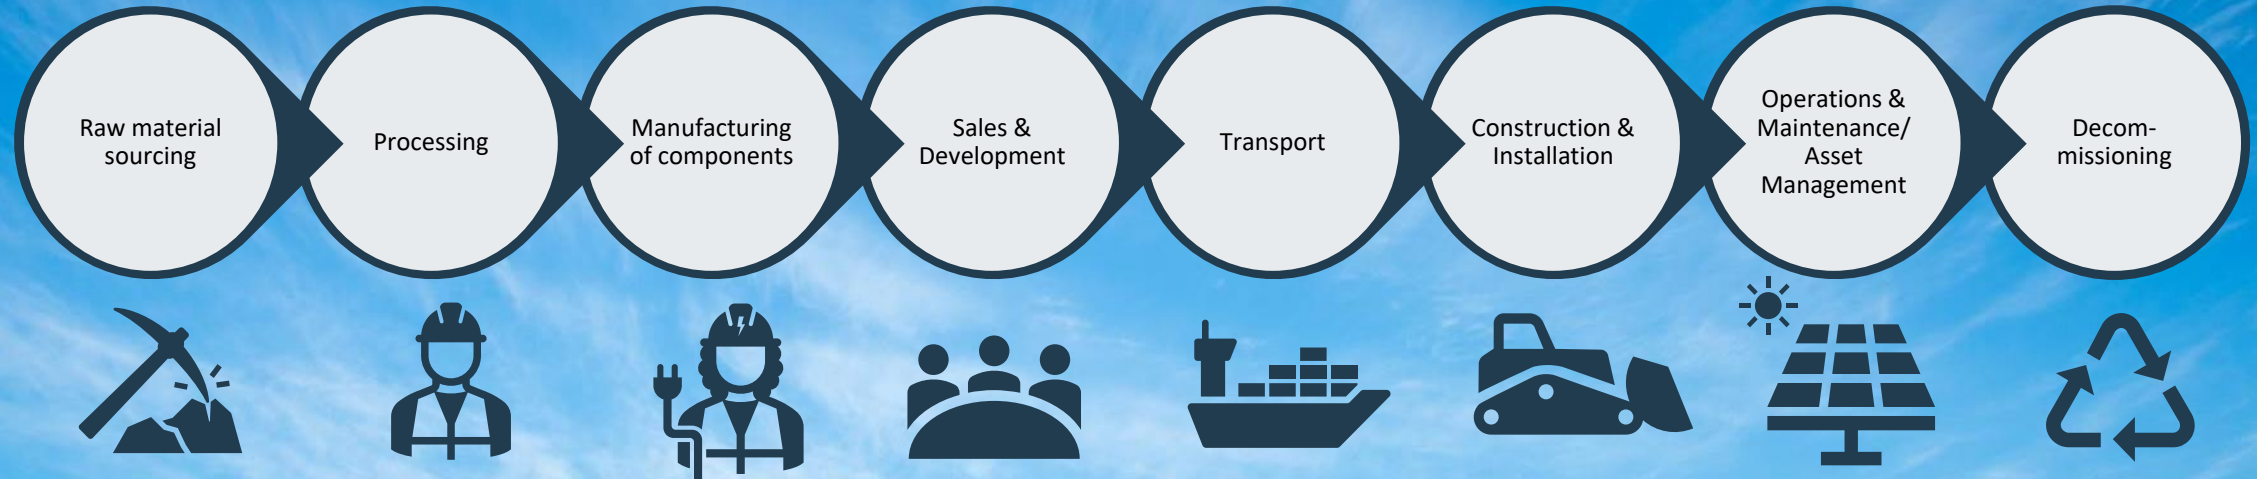 Raw material
sourcing
Processing
Manufacturing
of components
Sales &
Development
Transport
Construction &
Installation
Operations &
Maintenance/
Asset
Management
Decom-
missioning